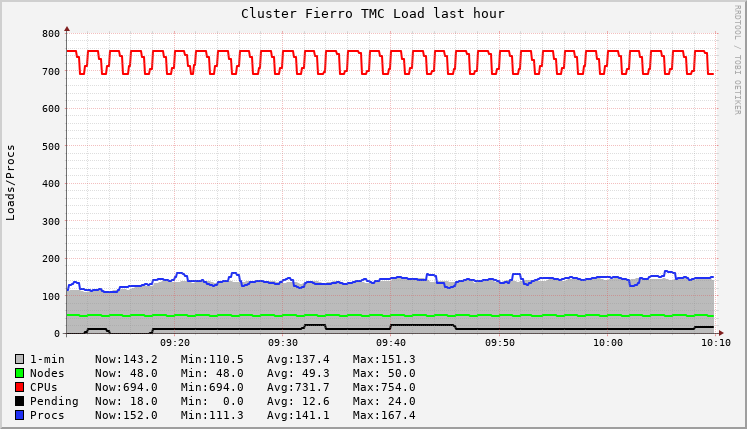 Cluster Fierro TMC Load last hour
RRDTOOL / TOBI OETIKER
Loads/Procs
800
700
600
500
400
300
200
100
0
09:20 09:30 09:40 09:50 10:00 10:10
1-min Now:143.2 Min:110.5 Avg:137.4 Max:151.3
Nodes Now: 48.0 Min: 48.0 Avg: 49.3 Max: 50.0
CPUs Now:694.0 Min:694.0 Avg:731.7 Max:754.0
Pending Now: 18.0 Min: 0.0 Avg: 12.6 Max: 24.0
Procs Now:152.0 Min:111.3 Avg:141.1 Max:167.4